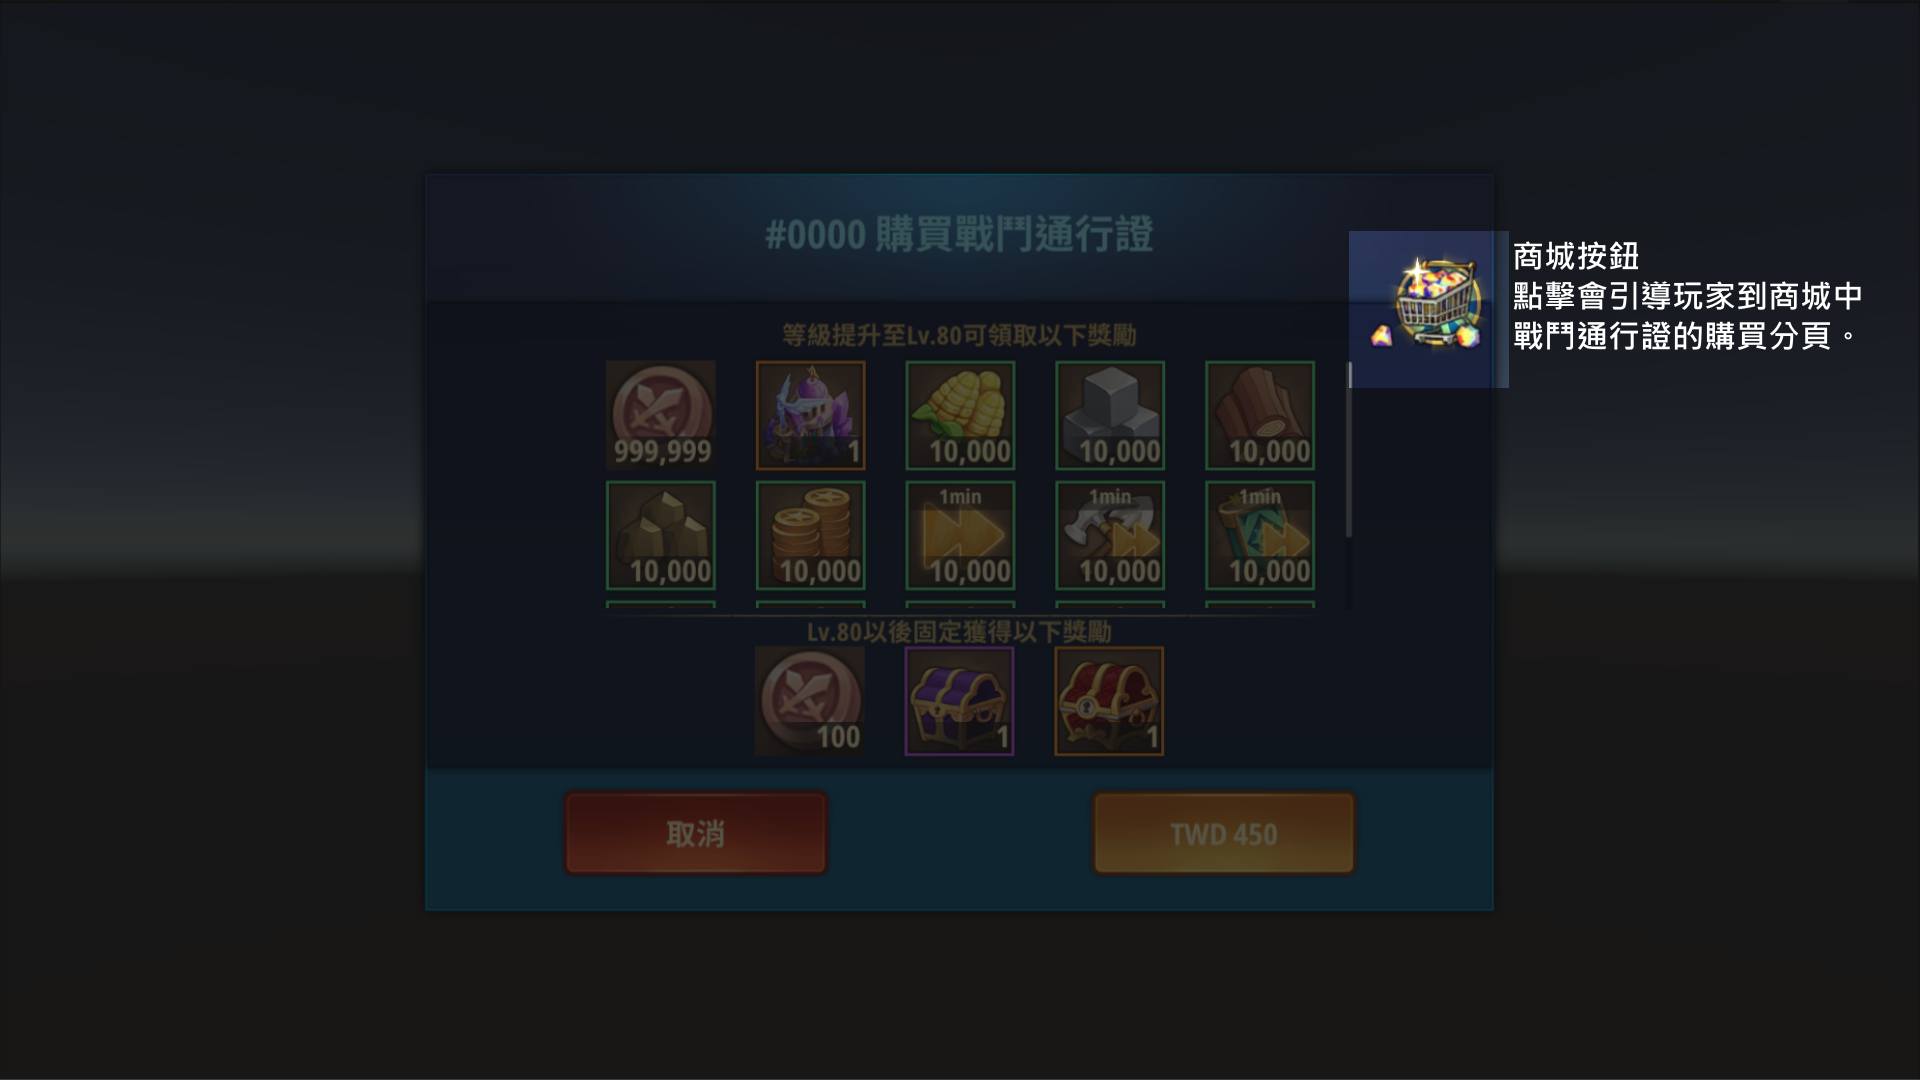 #0000 購買戰鬥通行證
商城按鈕
點擊會引導玩家到商城中
戰鬥通行證的購買分頁。
等級提升至Lv.80可領取以下獎勵
999,999
1
10,000
10,000
10,000
10,000
10,000
1min
10,000
1min
10,000
1min
10,000
Lv.80以後固定獲得以下獎勵
100
1
1
取消
TWD 450